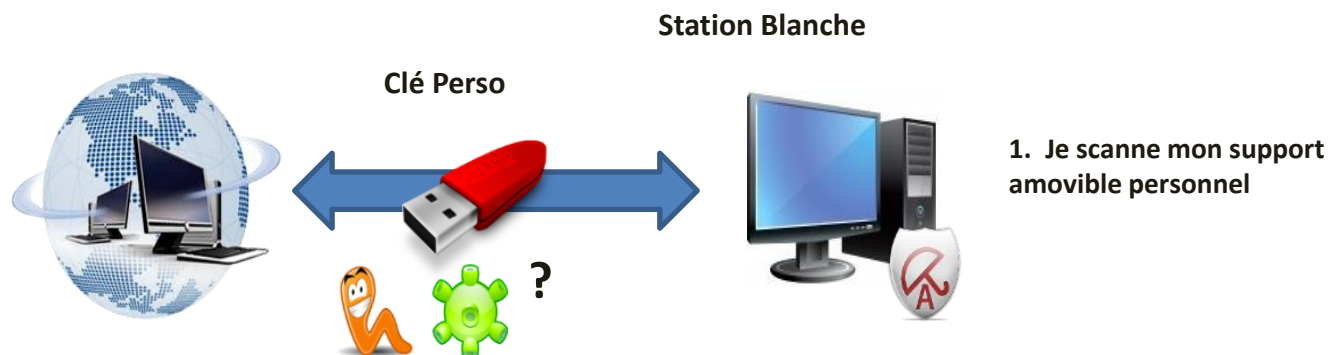 Station Blanche
Clé Perso
1. Je scanne mon support
amovible personnel
?
A